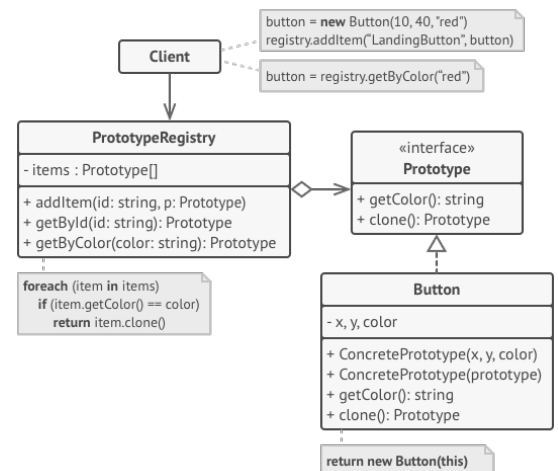 button = new Button(10, 40, "red")
registry.addItem("LandingButton", button)
Client
button = registry.getByColor("red")
PrototypeRegistry
- items : Prototype[]
+ addItem(id: string, p: Prototype)
+ getById(id: string): Prototype
+ getByColor(color: string): Prototype
foreach (item in items)
if (item.getColor() == color)
return item.clone()
«interface»
Prototype
+ getColor(): string
+ clone(): Prototype
Button
- x, y, color
+ ConcretePrototype(x, y, color)
+ ConcretePrototype(prototype)
+ getColor(): string
+ clone(): Prototype
return new Button(this)